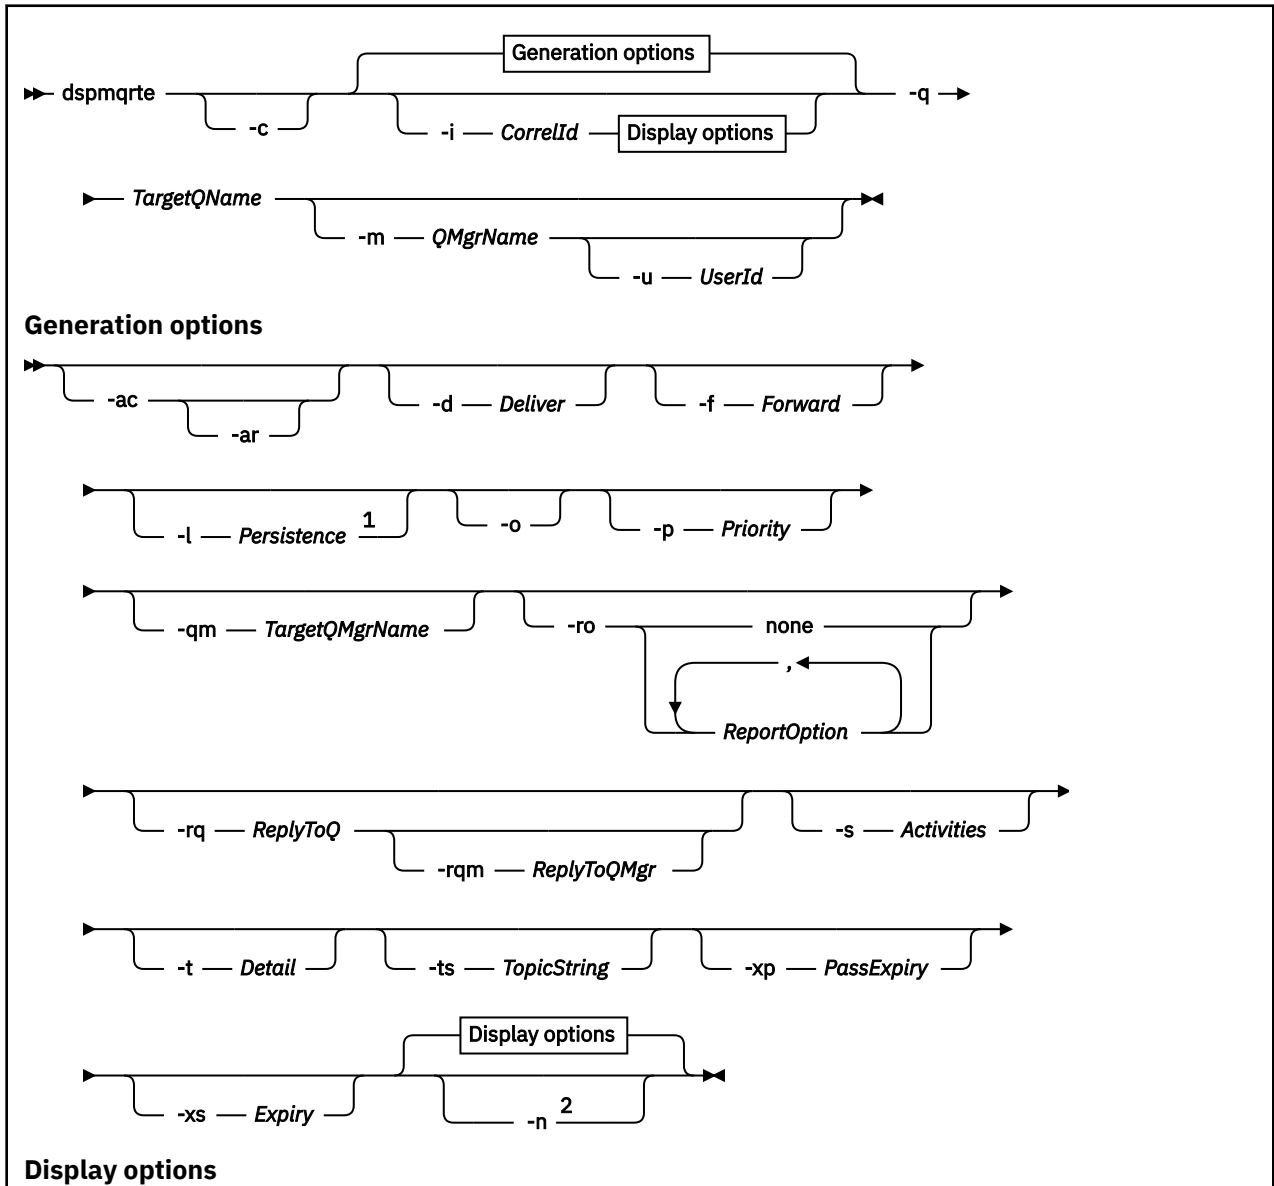 Generation options
dspmqrte -q
-c
-i CorrelId Display options
TargetQName
-m QMgrName
-u UserId
Generation options
-ac
-d Deliver
-f Forward
-ar
-l Persistence 1
-o
-p Priority
-qm TargetQMgrName
-ro none
,
ReportOption
-rq ReplyToQ
-s Activities
-rqm ReplyToQMgr
-t Detail
-ts TopicString
-xp PassExpiry
Display options
-xs Expiry
-n 2
Display options